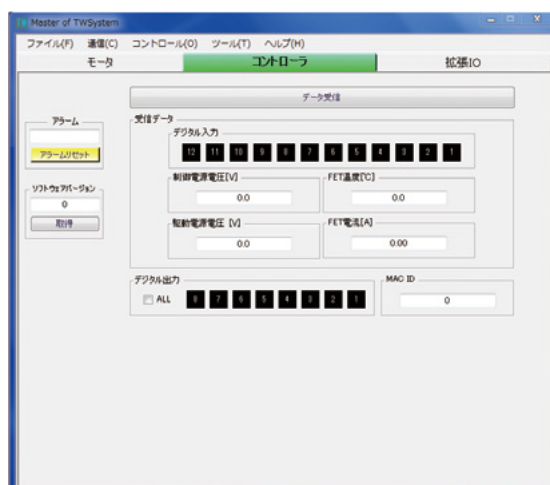 Master of TWSystem
ファイル(F) 通信(C) コントロール(O) ツール(T) ヘルプ(H)
モータ コントローラ 拡張IO
データ受信
アラーム
アラームリセット
ソフトウェアバージョン
0
取得
受信データ
デジタル入力
12 11 10 9 8 7 6 5 4 3 2 1
制御電源電圧[V] FET温度[℃]
0.0 0.0
駆動電源電圧 [V] FET電流[A]
0.0 0.00
デジタル出力 MAC ID
ALL 8 7 6 5 4 3 2 1 0